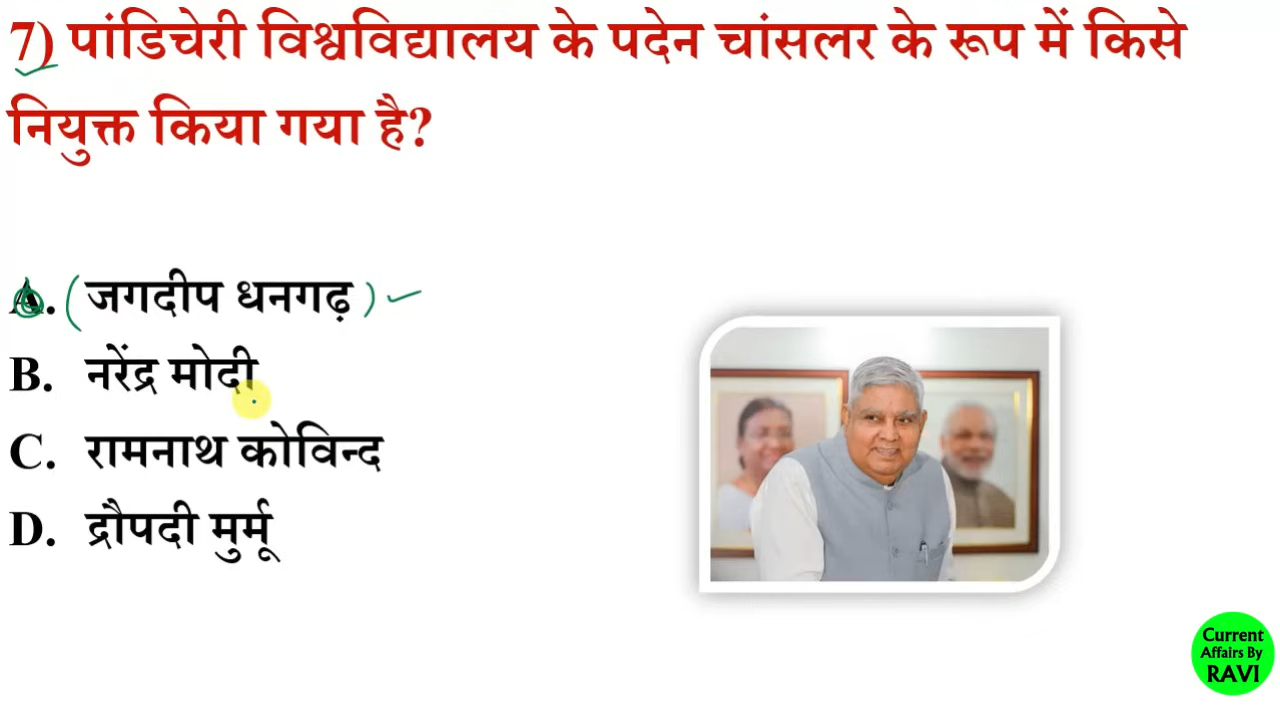 7) पांडिचेरी विश्वविद्यालय के पदेन चांसलर के रूप में किसे
नियुक्त किया गया है?
A. (जगदीप धनगढ़)
B. नरेंद्र मोदी
C. रामनाथ कोविन्द
D. द्रौपदी मुर्मू
Current
Affairs By
RAVI